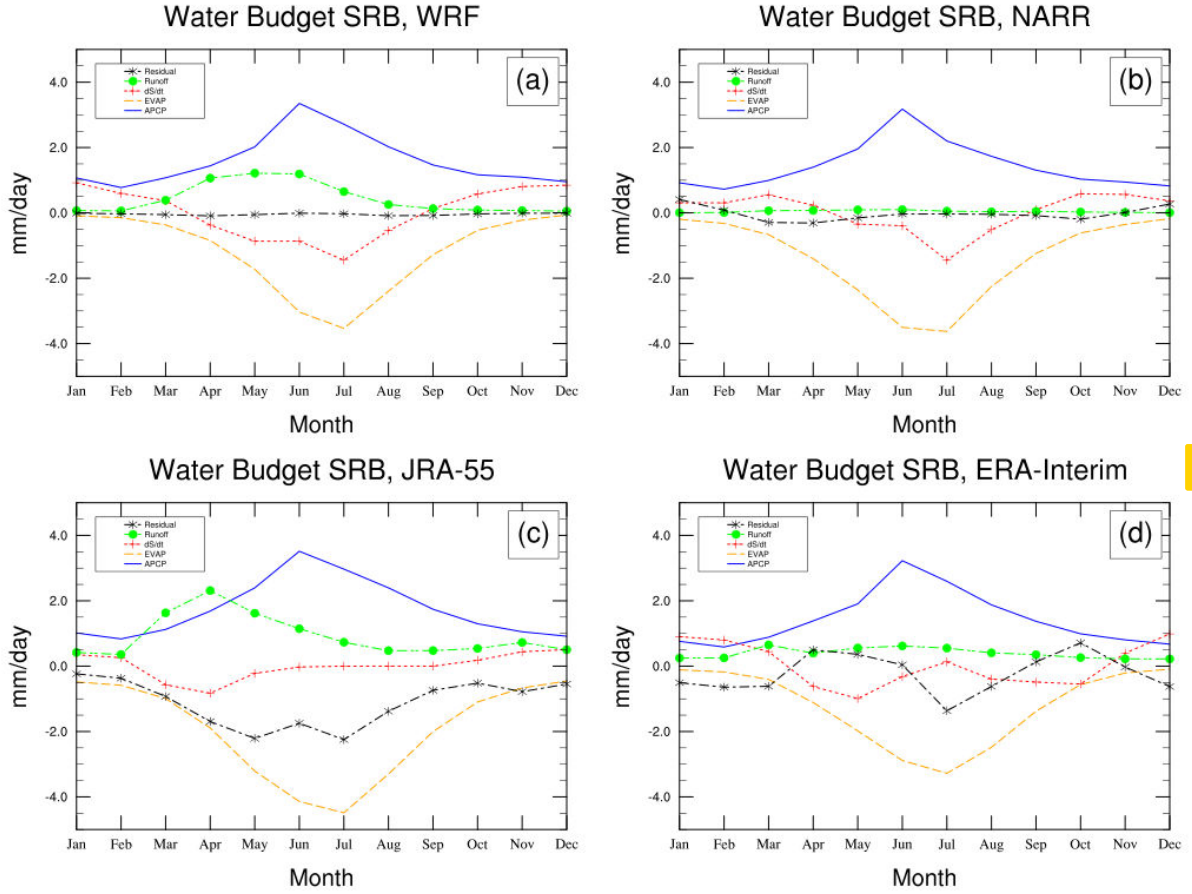 Water Budget SRB, WRF
(a)
Residual
Runoff
dS/dt
EVAP
APCP
4.0
2.0
0.0
-2.0
-4.0
mm/day
Jan Feb Mar Apr May Jun Jul Aug Sep Oct Nov Dec
Month
Water Budget SRB, NARR
(b)
Residual
Runoff
dS/dt
EVAP
APCP
4.0
2.0
0.0
-2.0
-4.0
mm/day
Jan Feb Mar Apr May Jun Jul Aug Sep Oct Nov Dec
Month
Water Budget SRB, JRA-55
(c)
Residual
Runoff
dS/dt
EVAP
APCP
4.0
2.0
0.0
-2.0
-4.0
mm/day
Jan Feb Mar Apr May Jun Jul Aug Sep Oct Nov Dec
Month
Water Budget SRB, ERA-Interim
(d)
Residual
Runoff
dS/dt
EVAP
APCP
4.0
2.0
0.0
-2.0
-4.0
mm/day
Jan Feb Mar Apr May Jun Jul Aug Sep Oct Nov Dec
Month